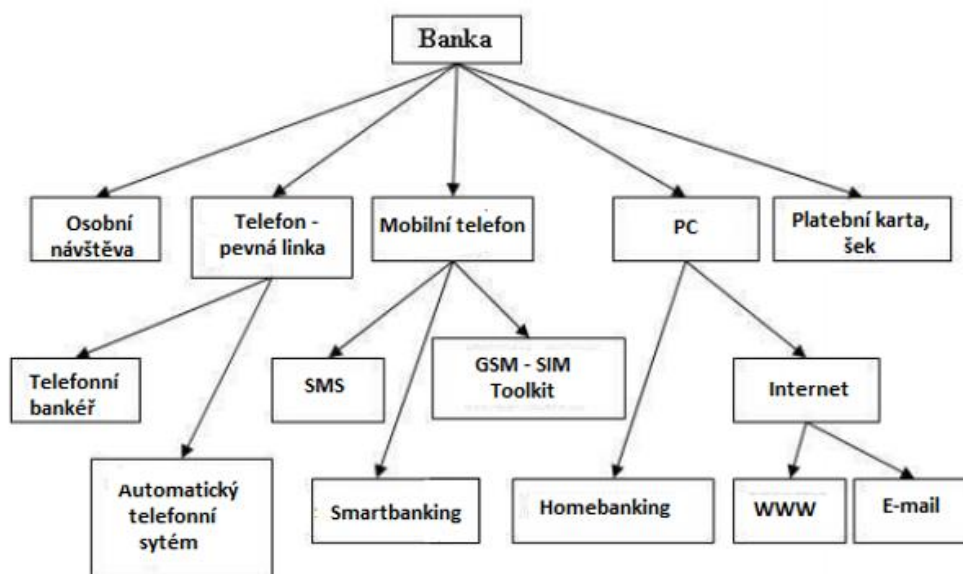 Banka
Osobní
návštěva
Telefon -
pevná linka
Mobilní telefon
PC
Platební karta,
šek
Telefonní
bankéř
SMS
GSM - SIM
Toolkit
Internet
Automatický
telefonní
sytém
Smartbanking
Homebanking
WWW
E-mail